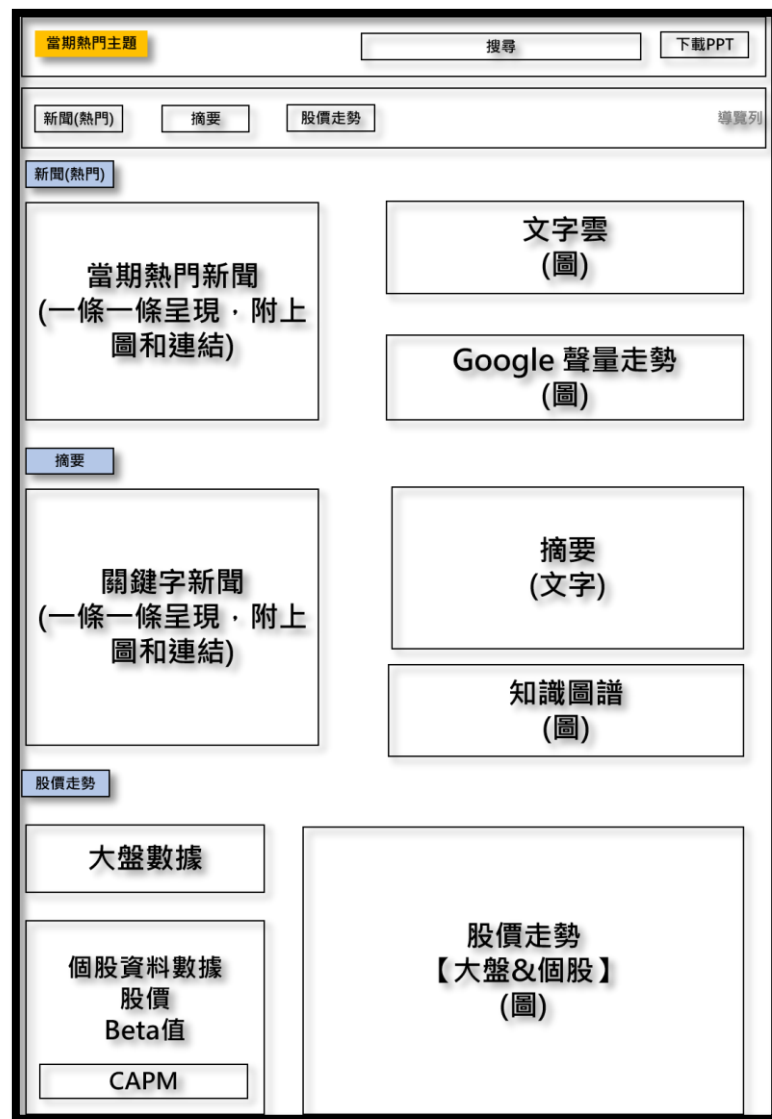 當期熱門主題
搜尋
下載PPT
新聞(熱門)
摘要
股價走勢
導覽列
新聞(熱門)
當期熱門新聞
(一條一條呈現，附上
圖和連結)
文字雲
(圖)
Google 聲量走勢
(圖)
摘要
關鍵字新聞
(一條一條呈現，附上
圖和連結)
摘要
(文字)
知識圖譜
(圖)
股價走勢
大盤數據
個股資料數據
股價
Beta值
CAPM
股價走勢
【大盤&個股】
(圖)